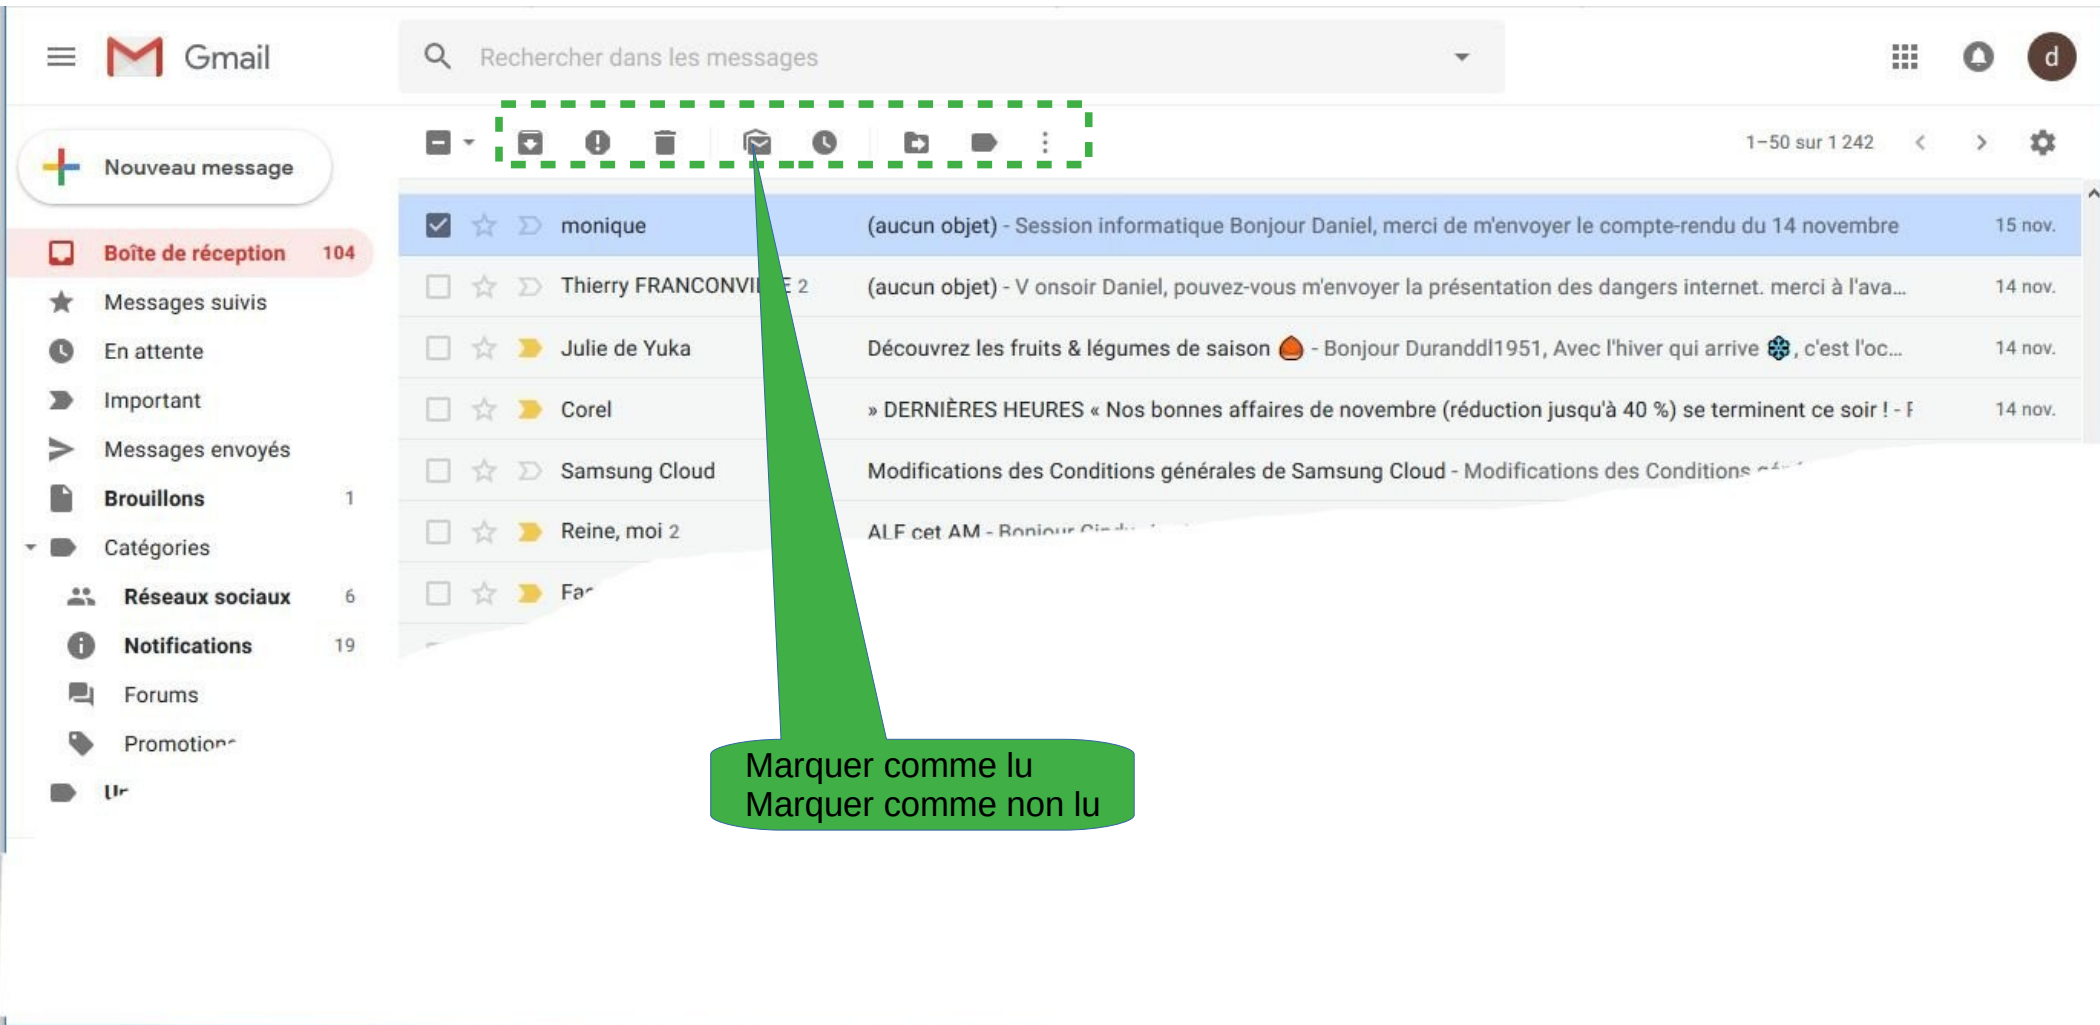 Gmail
Rechercher dans les messages
d
Nouveau message
1–50 sur 1 242
Boîte de réception 104
Messages suivis
En attente
Important
Messages envoyés
Brouillons 1
Catégories
Réseaux sociaux 6
Notifications 19
Forums
monique (aucun objet) - Session informatique Bonjour Daniel, merci de m'envoyer le compte-rendu du 14 novembre 15 nov.
Thierry 2 (aucun objet) - V onsoir Daniel, pouvez-vous m'envoyer la présentation des dangers internet. merci à l'ava... 14 nov.
Julie de Yuka Découvrez les fruits & légumes de saison - Bonjour Duranddl1951, Avec l'hiver qui arrive , c'est l'oc... 14 nov.
Corel » DERNIÈRES HEURES « Nos bonnes affaires de novembre (réduction jusqu'à 40 %) se terminent ce soir ! - 14 nov.
Samsung Cloud Modifications des Conditions générales de Samsung Cloud - Modifications des Conditions
Reine, moi 2 ALF cet AM - Bonjour
Marquer comme lu
Marquer comme non lu